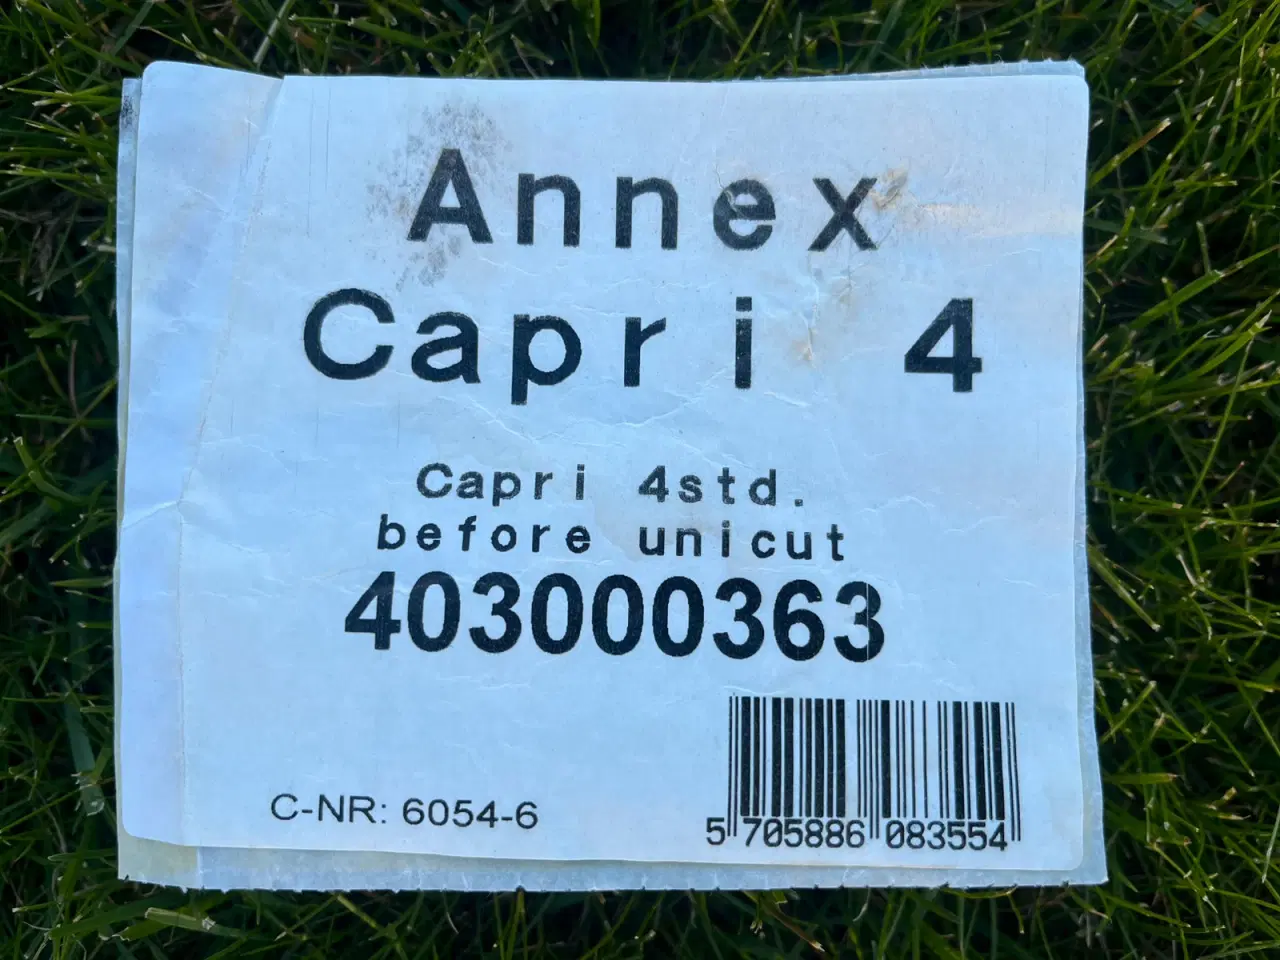 Annex
Capri 4
Capri 4std.
before unicut
403000363
C-NR: 6054-6
5 705886 083554